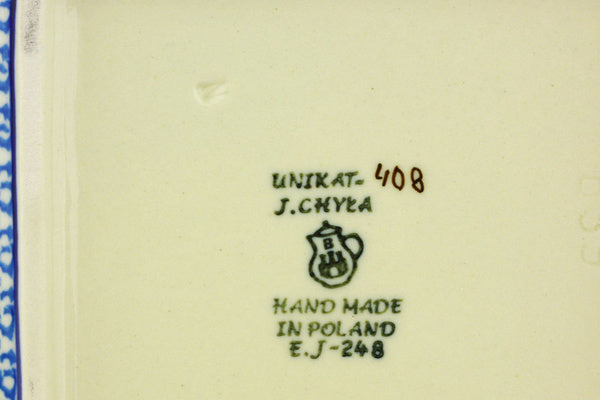 UNIKAT- 408
J. CHYŁA
B
HAND MADE
IN POLAND
E.J-248